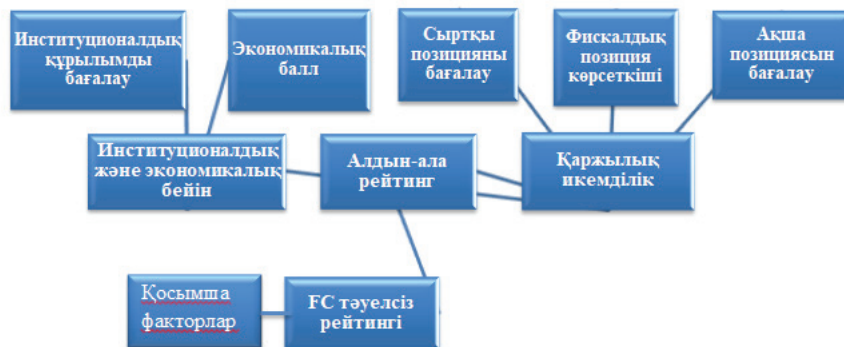 Институционалдық
құрылымды
бағалау
Экономикалық
балл
Сыртқы
позицияны
бағалау
Фискалдық
позиция
көрсеткіші
Ақша
позициясын
бағалау
Институционалдық
және экономикалық
бейін
Алдын-ала
рейтинг
Қаржылық
икемділік
Қосымша
факторлар
FC тәуелсіз
рейтингі